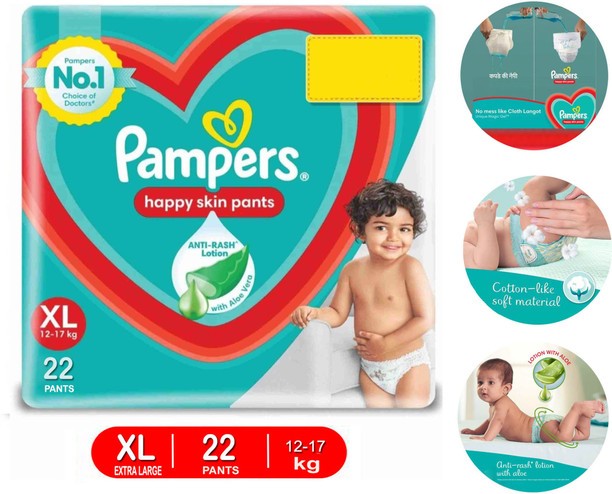 Pampers
No.1
Choice of
Doctors*
Pampers®
happy skin pants
ANTI-RASH*
Lotion
with Aloe Vera
XL
12-17 kg
22
PANTS
XL
EXTRA LARGE
22
PANTS
12-17
kg
कपड़े की लंगोट
Pampers
No mess like Cloth Langot
Pampers
Cotton-like
soft material
LOTION WITH ALOE
Anti-rash* lotion
with aloe